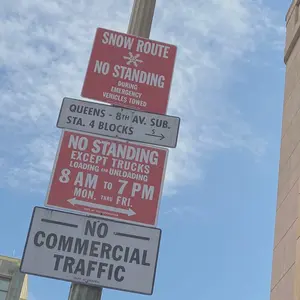 SNOW ROUTE
NO STANDING
DURING
EMERGENCY
VEHICLES TOWED
QUEENS - 8TH AV. SUB.
STA. 4 BLOCKS
NO STANDING
EXCEPT TRUCKS
LOADING OR UNLOADING
8 AM TO 7 PM
MON. THRU FRI.
NO
COMMERCIAL
TRAFFIC